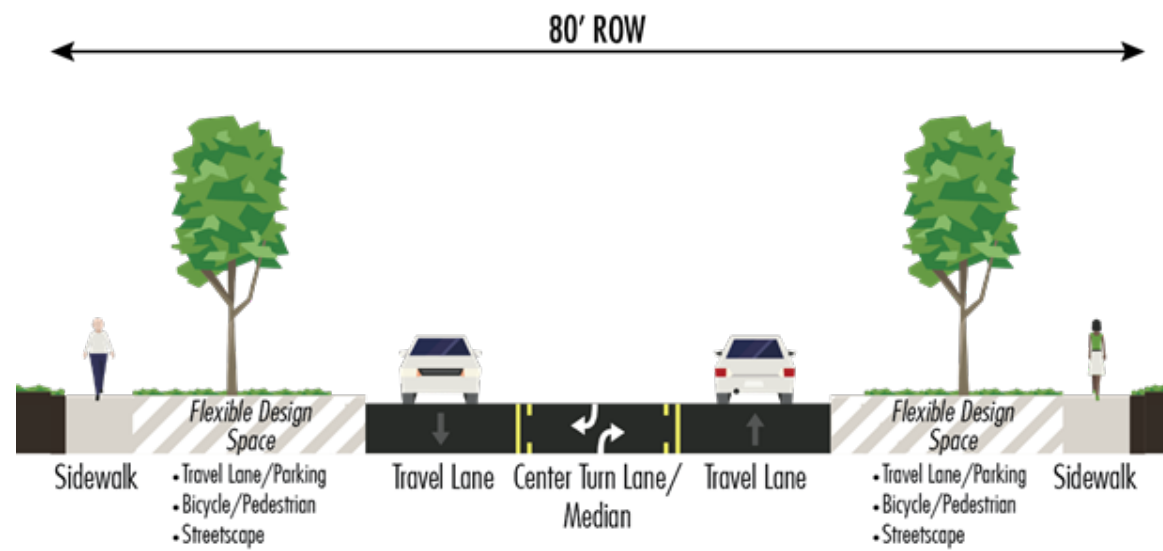 80' ROW
Flexible Design
Space
Flexible Design
Space
Sidewalk
• Travel Lane/Parking
• Bicycle/Pedestrian
• Streetscape
Travel Lane
Center Turn Lane/
Median
Travel Lane
• Travel Lane/Parking
• Bicycle/Pedestrian
• Streetscape
Sidewalk